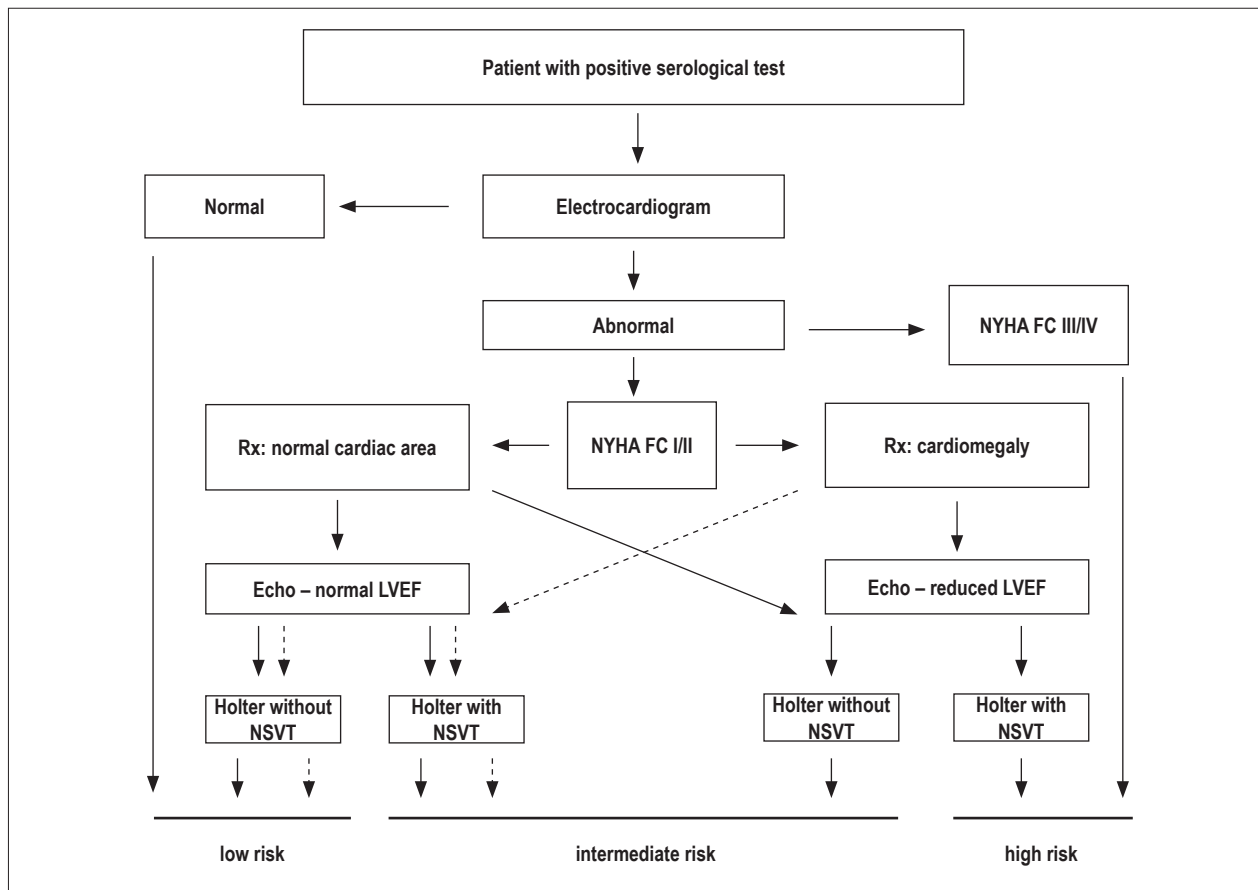 Patient with positive serological test
Normal
Electrocardiogram
Abnormal
NYHA FC III/IV
Rx: normal cardiac area
NYHA FC I/II
Rx: cardiomegaly
Echo – normal LVEF
Echo – reduced LVEF
Holter without
NSVT
Holter with
NSVT
Holter without
NSVT
Holter with
NSVT
low risk
intermediate risk
high risk